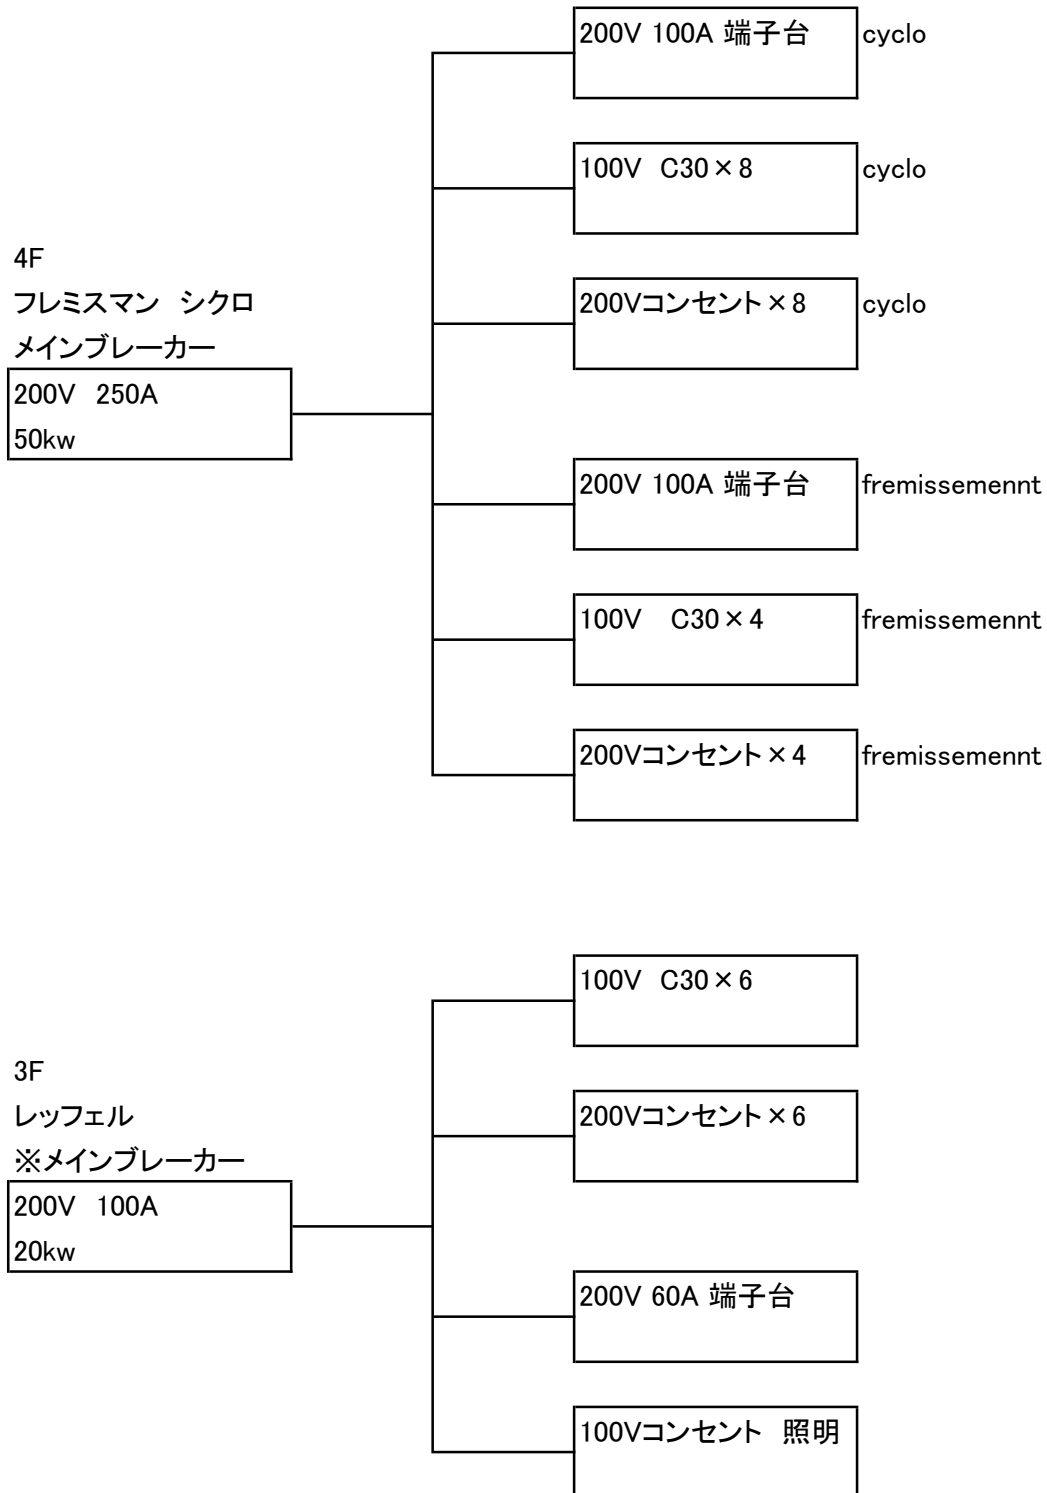 200V 100A 端子台 cyclo
100V C30×8 cyclo
4F
フレミスマン シクロ
メインブレーカー
200Vコンセント×8 cyclo
200V 250A
50kw
200V 100A 端子台 fremissemennt
100V C30×4 fremissemennt
200Vコンセント×4 fremissemennt
100V C30×6
3F
レッフェル
※メインブレーカー
200Vコンセント×6
200V 100A
20kw
200V 60A 端子台
100Vコンセント 照明